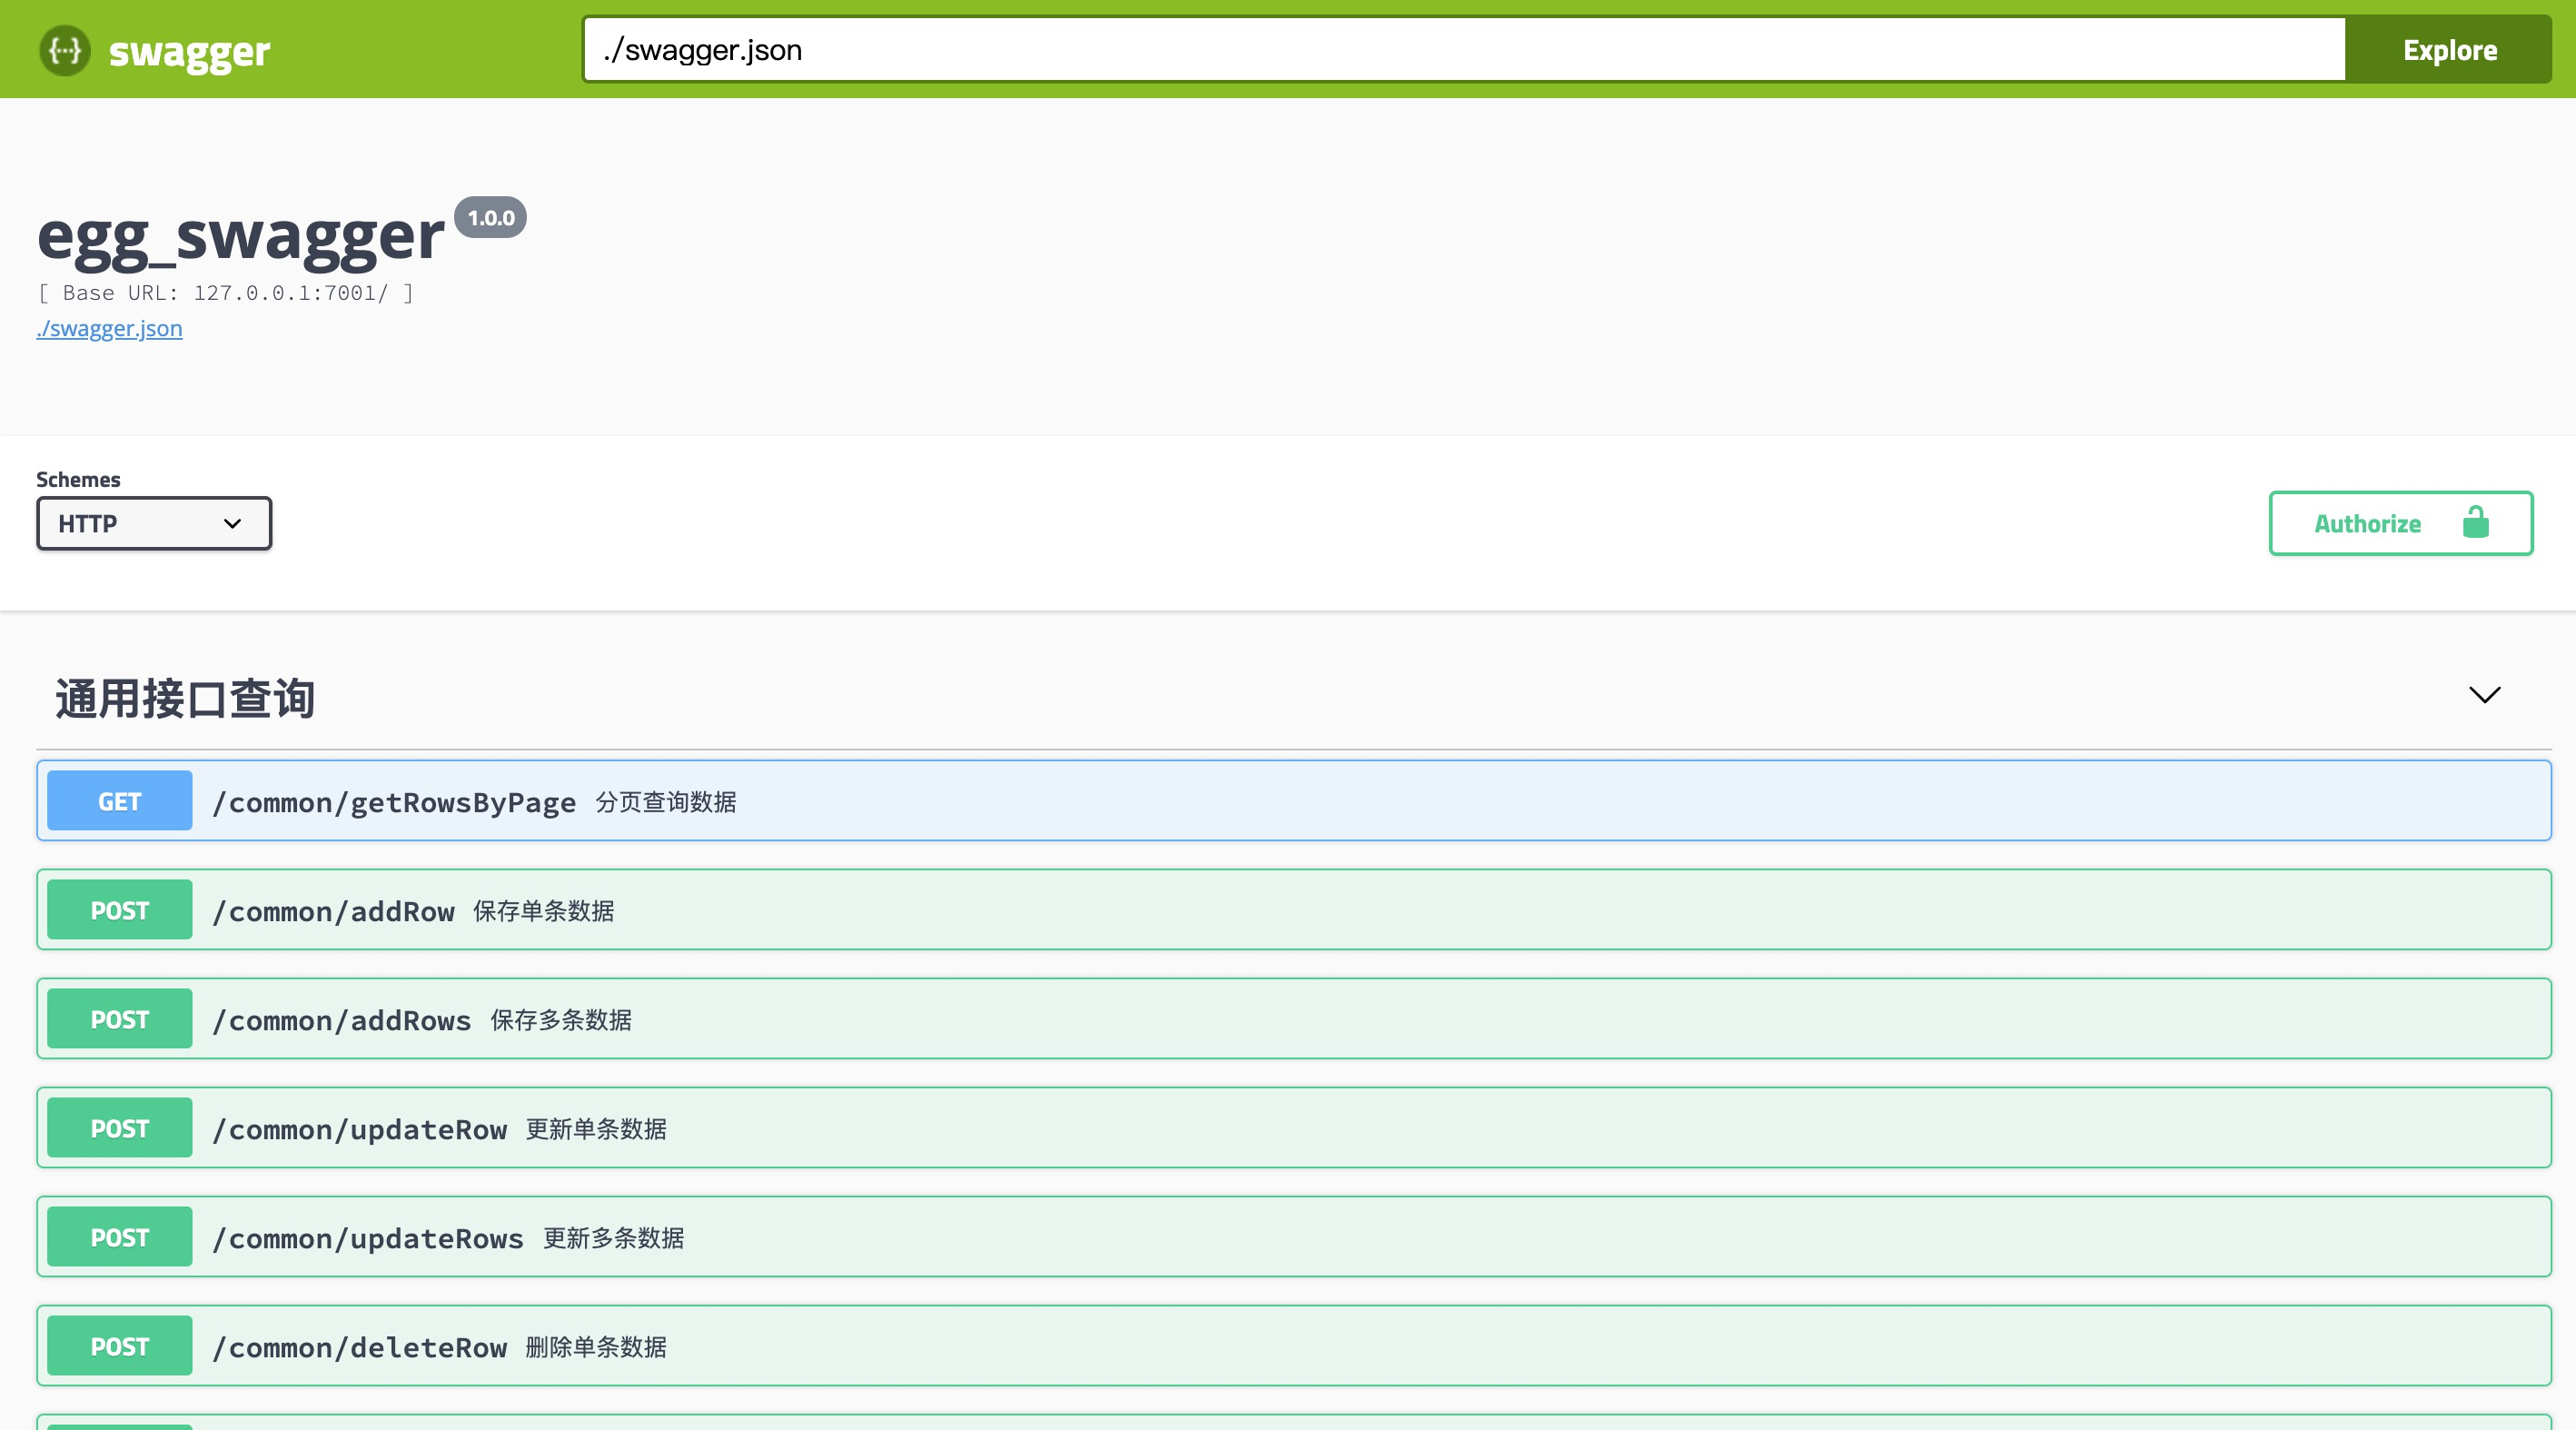 swagger
./swagger.json
Explore
egg_swagger 1.0.0
[ Base URL: 127.0.0.1:7001/ ]
./swagger.json
Schemes
HTTP
Authorize
通用接口查询
GET /common/getRowsByPage 分页查询数据
POST /common/addRow 保存单条数据
POST /common/addRows 保存多条数据
POST /common/updateRow 更新单条数据
POST /common/updateRows 更新多条数据
POST /common/deleteRow 删除单条数据